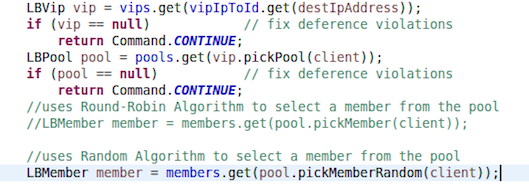 LBVip vip = vips.get(vipIpToId.get(destIpAddress));
if (vip == null)            // fix deference violations
    return Command.CONTINUE;
LBPool pool = pools.get(vip.pickPool(client));
if (pool == null)           // fix deference violations
    return Command.CONTINUE;
//uses Round-Robin Algorithm to select a member from the pool
//LBMember member = members.get(pool.pickMember(client));

//uses Random Algorithm to select a member from the pool
LBMember member = members.get(pool.pickMemberRandom(client));